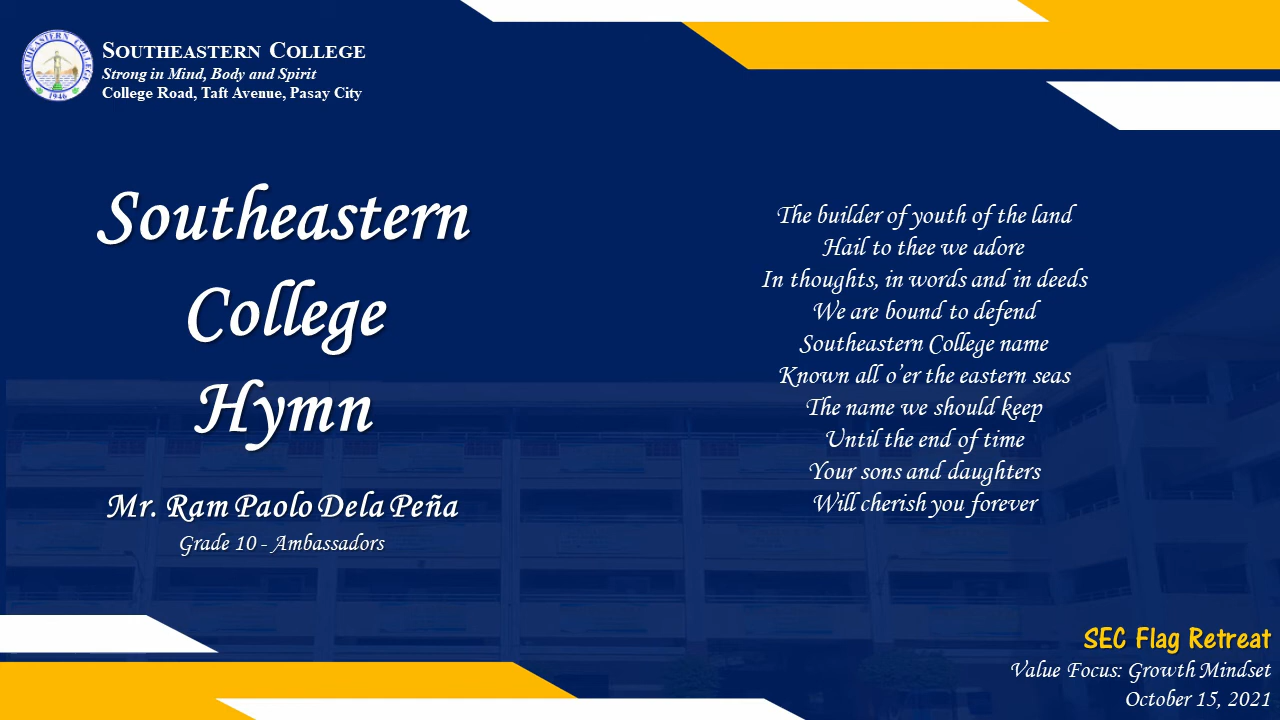 SOUTHEASTERN COLLEGE
1946
SOUTHEASTERN COLLEGE
Strong in Mind, Body and Spirit
College Road, Taft Avenue, Pasay City
Southeastern
College
Hymn
Mr. Ram Paolo Dela Peña
Grade 10 - Ambassadors
The builder of youth of the land
Hail to thee we adore
In thoughts, in words and in deeds
We are bound to defend
Southeastern College name
Known all o'er the eastern seas
The name we should keep
Until the end of time
Your sons and daughters
Will cherish you forever
SEC Flag Retreat
Value Focus: Growth Mindset
October 15, 2021